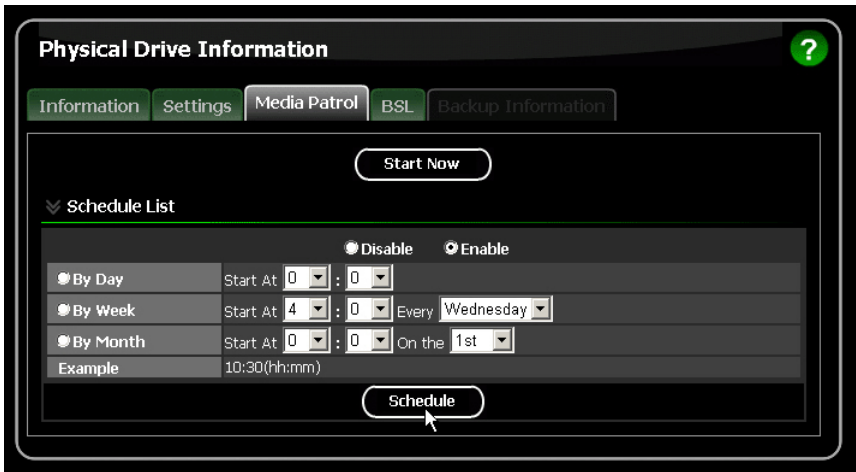 Physical Drive Information
?
Information Settings Media Patrol BSL Backup Information
Start Now
Schedule List
Disable Enable
By Day Start At 0 : 0
By Week Start At 4 : 0 Every Wednesday
By Month Start At 0 : 0 On the 1st
Example 10:30(hh:mm)
Schedule